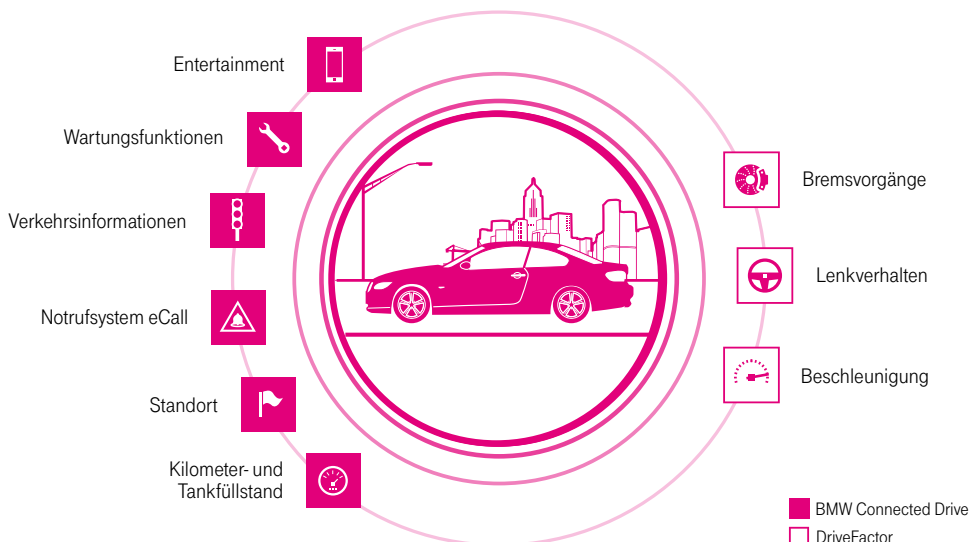 Entertainment
Wartungsfunktionen
Verkehrsinformationen
Notrufsystem eCall
Standort
Kilometer- und
Tankfüllstand
Bremsvorgänge
Lenkverhalten
Beschleunigung
BMW Connected Drive
DriveFactor